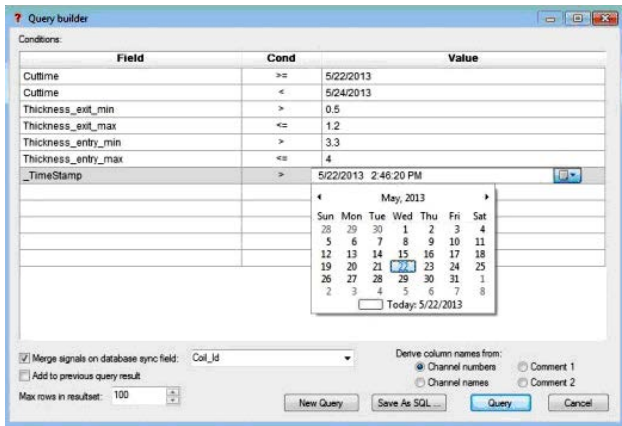 ? Query builder
Conditions:
Field Cond Value
Cuttime >= 5/22/2013
Cuttime < 5/24/2013
Thickness_exit_min > 0.5
Thickness_exit_max <= 1.2
Thickness_entry_min > 3.3
Thickness_entry_max <= 4
_TimeStamp > 5/22/2013 2:46:20 PM
May, 2013
Sun Mon Tue Wed Thu Fri Sat
28 29 30 1 2 3 4
5 6 7 8 9 10 11
12 13 14 15 16 17 18
19 20 21 22 23 24 25
26 27 28 29 30 31 1
2 3 4 5 6 7 8
Today: 5/22/2013
Merge signals on database sync field: Coil_Id
Add to previous query result
Max rows in resultset: 100
Derive column names from:
Channel numbers Comment 1
Channel names Comment 2
New Query Save As SQL ... Query Cancel